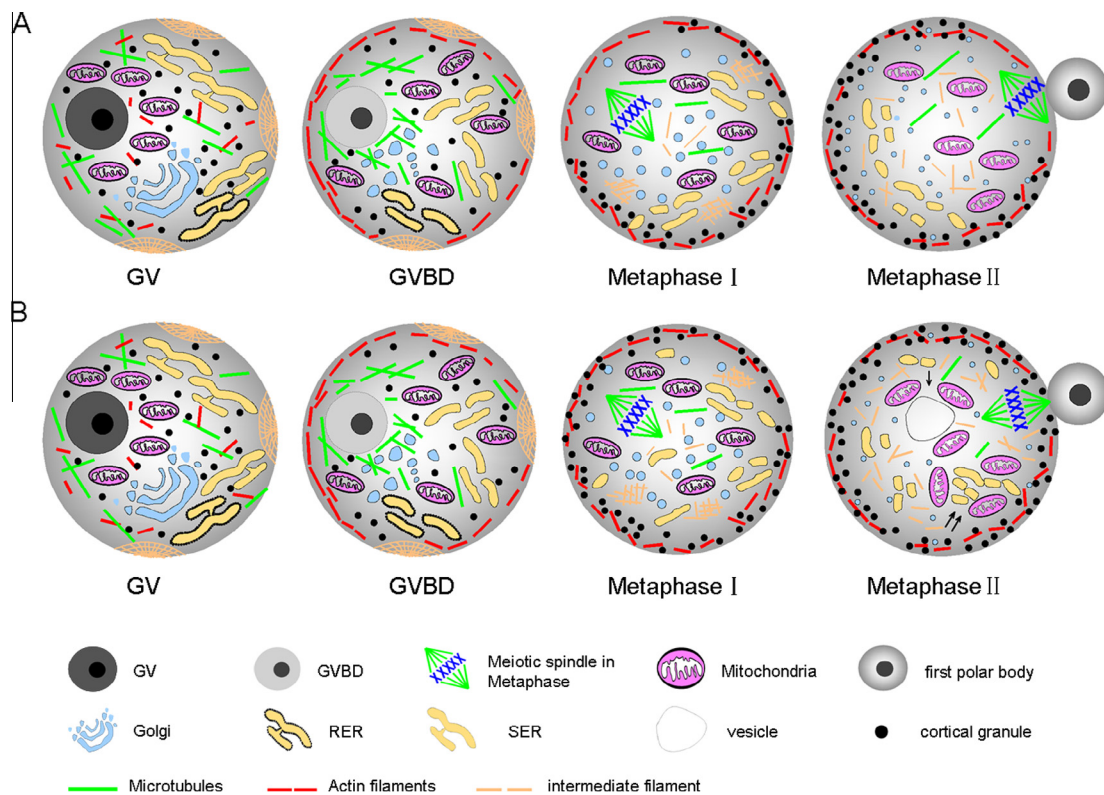 A
GV
GVBD
Metaphase Ⅰ
Metaphase Ⅱ
B
GV
GVBD
Metaphase Ⅰ
Metaphase Ⅱ
GV
GVBD
Meiotic spindle in
Metaphase
Mitochondria
first polar body
Golgi
RER
SER
vesicle
cortical granule
Microtubules
Actin filaments
intermediate filament